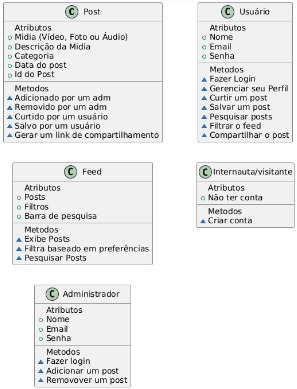 C Post
Atributos
Midia (Vídeo, Foto ou Áudio)
Descrição da Midia
Categoria
Data do post
Id do Post
Metodos
Adicionado por um adm
Removido por um adm
Curtido por um usuário
Salvo por um usuário
Gerar um link de compartilhamento
C Usuário
Atributos
Nome
Email
Senha
Metodos
Fazer Login
Gerenciar seu Perfil
Curtir um post
Salvar um post
Pesquisar posts
Filtrar o feed
Compartilhar o post
C Feed
Atributos
Posts
Filtros
Barra de pesquisa
Metodos
Exibe Posts
Filtra baseado em preferências
Pesquisar Posts
C Internauta/visitante
Atributos
Não ter conta
Metodos
Criar conta
C Administrador
Atributos
Nome
Email
Senha
Metodos
Fazer login
Adicionar um post
Removover um post